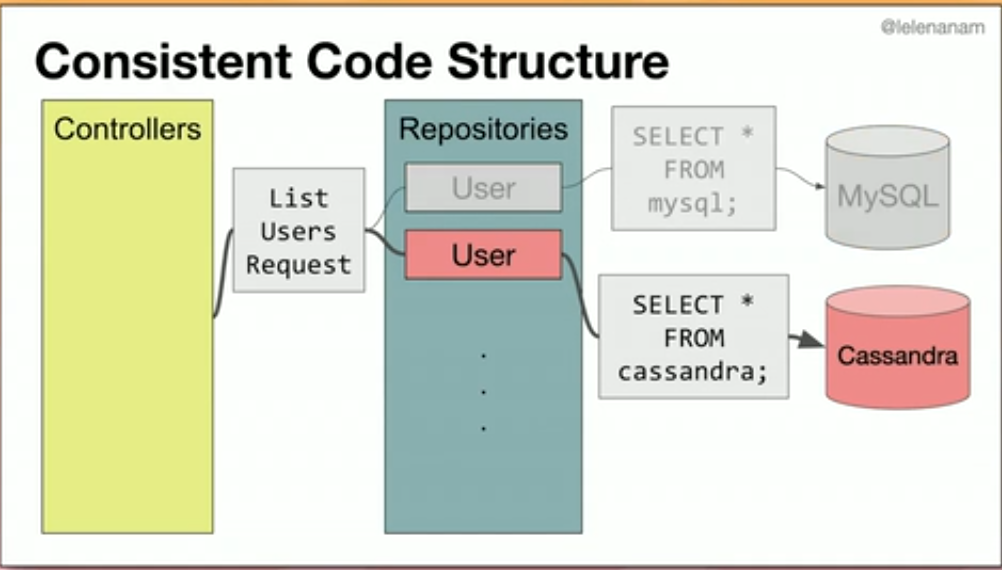 @lelenanam
Consistent Code Structure
Controllers
List
Users
Request
Repositories
User
User
.
.
.
SELECT *
FROM
mysql;
MySQL
SELECT *
FROM
cassandra;
Cassandra